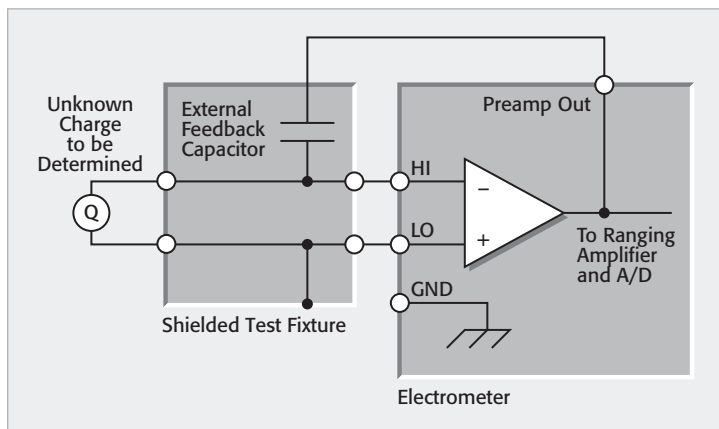 Unknown
Charge
to be
Determined
Q
External
Feedback
Capacitor
Preamp Out
HI
–
LO
+
To Ranging
Amplifier
and A/D
GND
Shielded Test Fixture
Electrometer